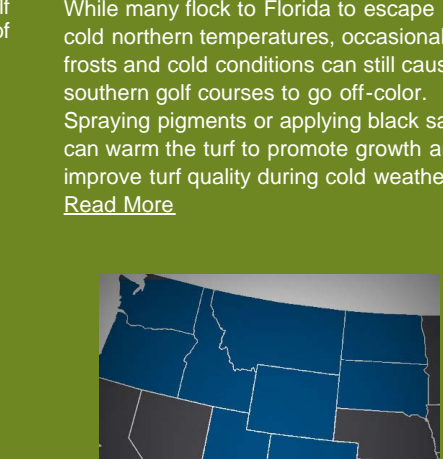 lf
of
While many flock to Florida to escape
cold northern temperatures, occasional
frosts and cold conditions can still caus
southern golf courses to go off-color.
Spraying pigments or applying black sa
can warm the turf to promote growth a
improve turf quality during cold weathe
Read More